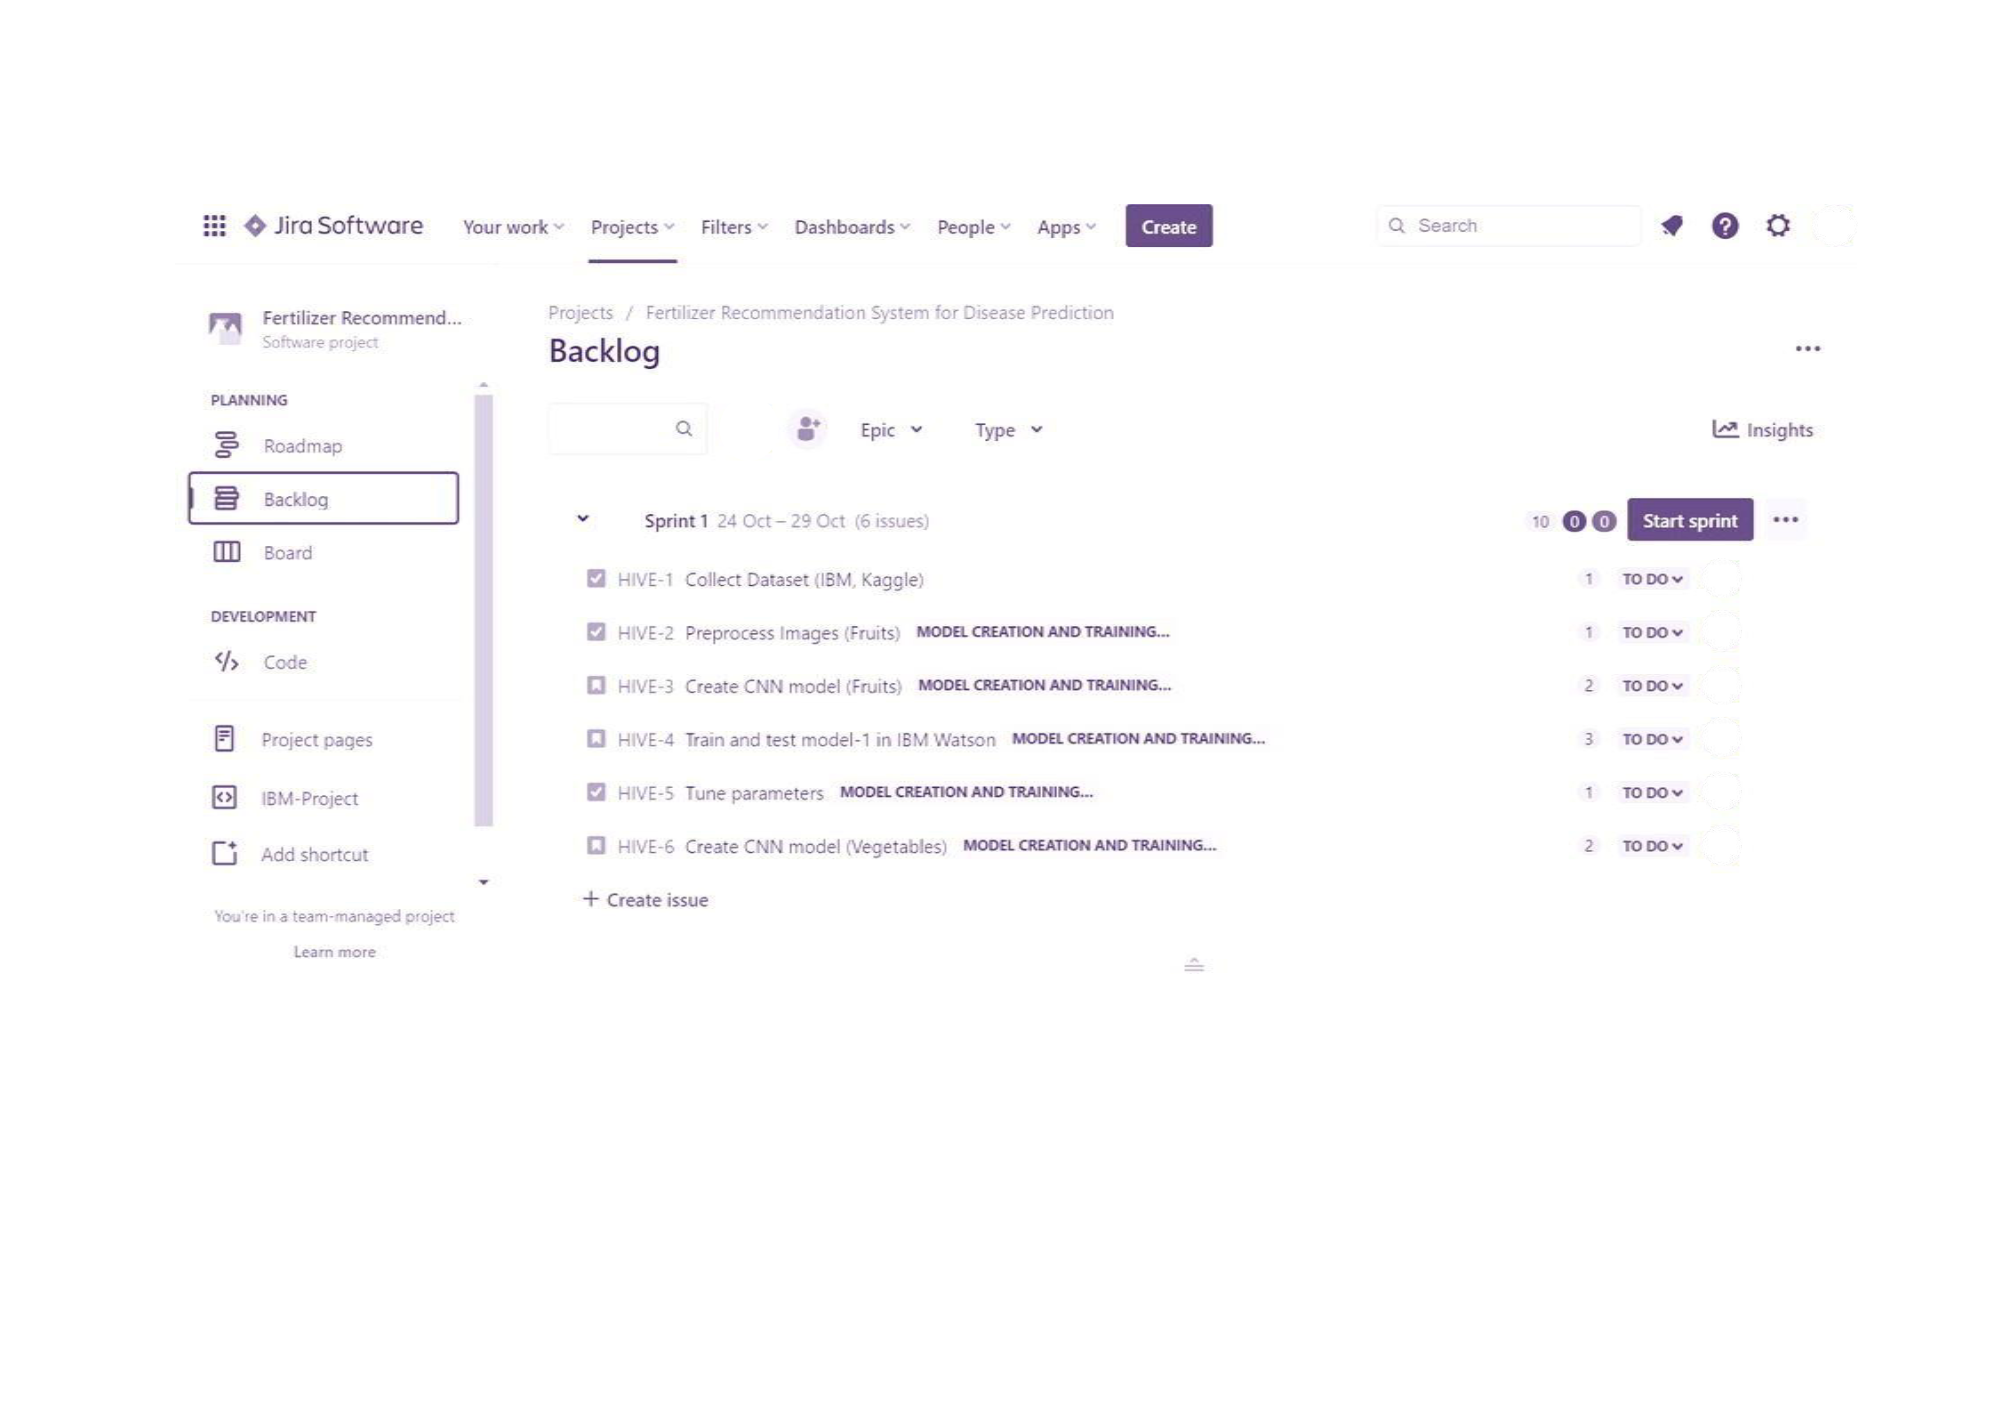 Jira Software Your work Projects Filters Dashboards People Apps Create Search ?
Fertilizer Recommend...
Software project
PLANNING
Roadmap
Backlog
Board
DEVELOPMENT
</> Code
Project pages
IBM-Project
Add shortcut
You're in a team-managed project
Learn more
Projects / Fertilizer Recommendation System for Disease Prediction
Backlog
Epic Type Insights
Sprint 1 24 Oct – 29 Oct (6 issues) 10 0 0 Start sprint
HIVE-1 Collect Dataset (IBM, Kaggle) 1 TO DO
HIVE-2 Preprocess Images (Fruits) MODEL CREATION AND TRAINING... 1 TO DO
HIVE-3 Create CNN model (Fruits) MODEL CREATION AND TRAINING... 2 TO DO
HIVE-4 Train and test model-1 in IBM Watson MODEL CREATION AND TRAINING... 3 TO DO
HIVE-5 Tune parameters MODEL CREATION AND TRAINING... 1 TO DO
HIVE-6 Create CNN model (Vegetables) MODEL CREATION AND TRAINING... 2 TO DO
+ Create issue